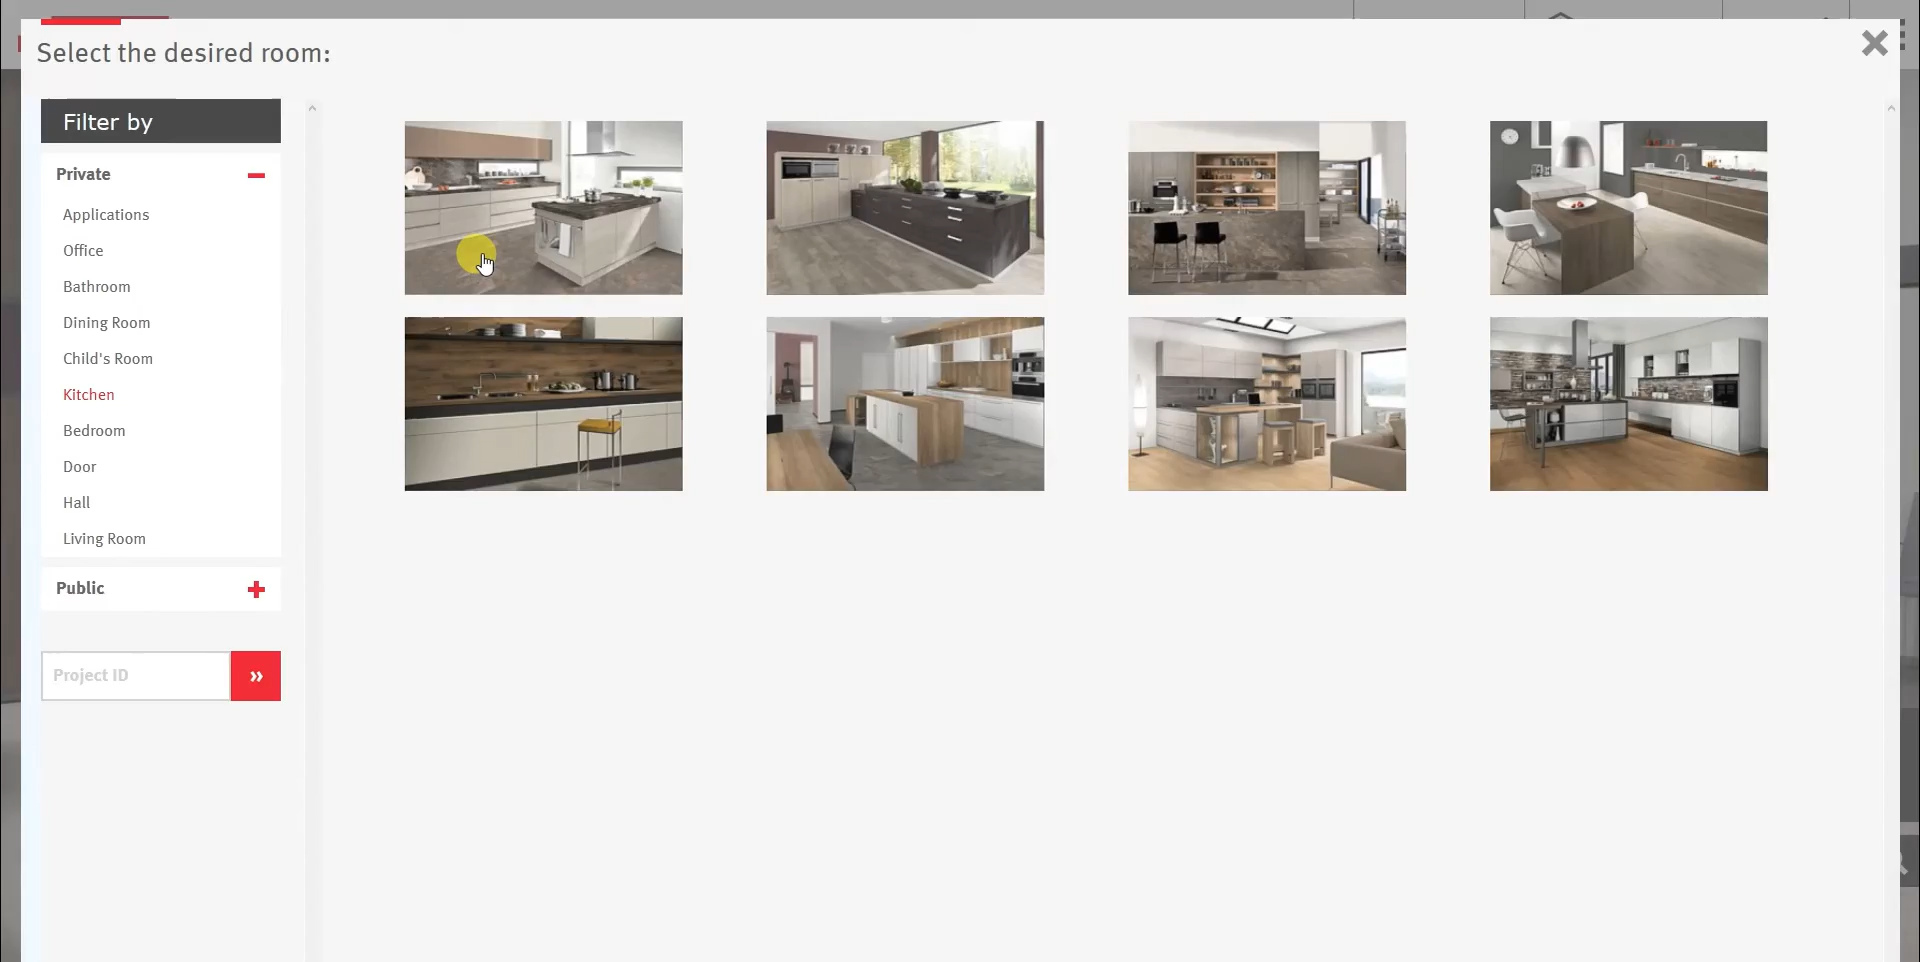 Select the desired room:
Filter by
Private
Applications
Office
Bathroom
Dining Room
Child's Room
Kitchen
Bedroom
Door
Hall
Living Room
Public
Project ID
»